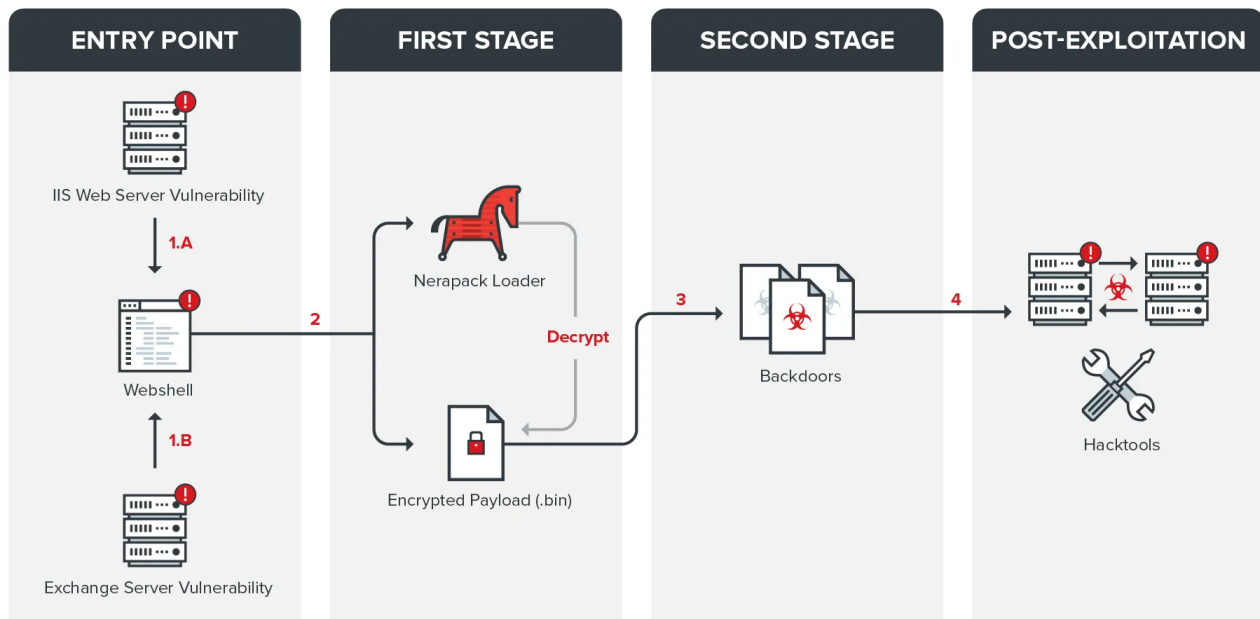 ENTRY POINT
FIRST STAGE
SECOND STAGE
POST-EXPLOITATION
IIS Web Server Vulnerability
1.A
Webshell
1.B
Exchange Server Vulnerability
2
Nerapack Loader
Decrypt
Encrypted Payload (.bin)
3
Backdoors
4
Hacktools